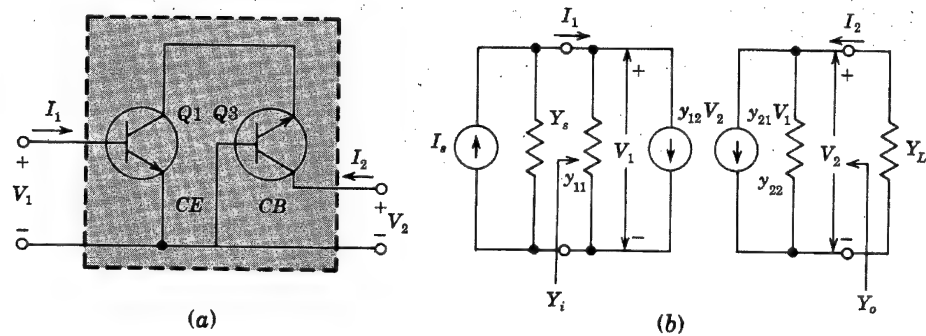 I₁
Q1 Q3
I₂
+
V₁
−
CE
CB
+
V₂
−
(a)
I₁
Iₛ
Yₛ
y₁₁
+
V₁
−
y₁₂V₂
Yᵢ
I₂
y₂₁V₁
y₂₂
+
V₂
−
Y_L
Yₒ
(b)